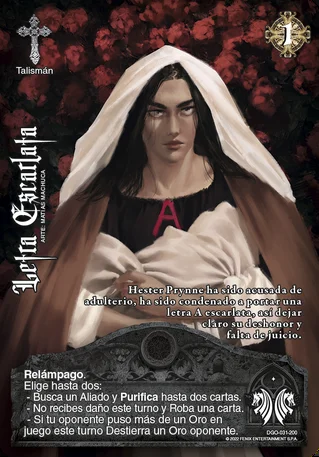 1
Talismán
Letra Escarlata
ARTE: MATÍAS MACHUCA
A
Hester Prynne ha sido acusada de
adulterio, ha sido condenado a portar una
letra A escarlata, así dejar
claro su deshonor y
falta de juicio.
Relámpago.
Elige hasta dos:
- Busca un Aliado y Purifica hasta dos cartas.
- No recibes daño este turno y Roba una carta.
- Si tu oponente puso más de un Oro en
juego este turno Destierra un Oro oponente.
DGO-031-200
© 2022 FENIX ENTERTAINMENT S.P.A.